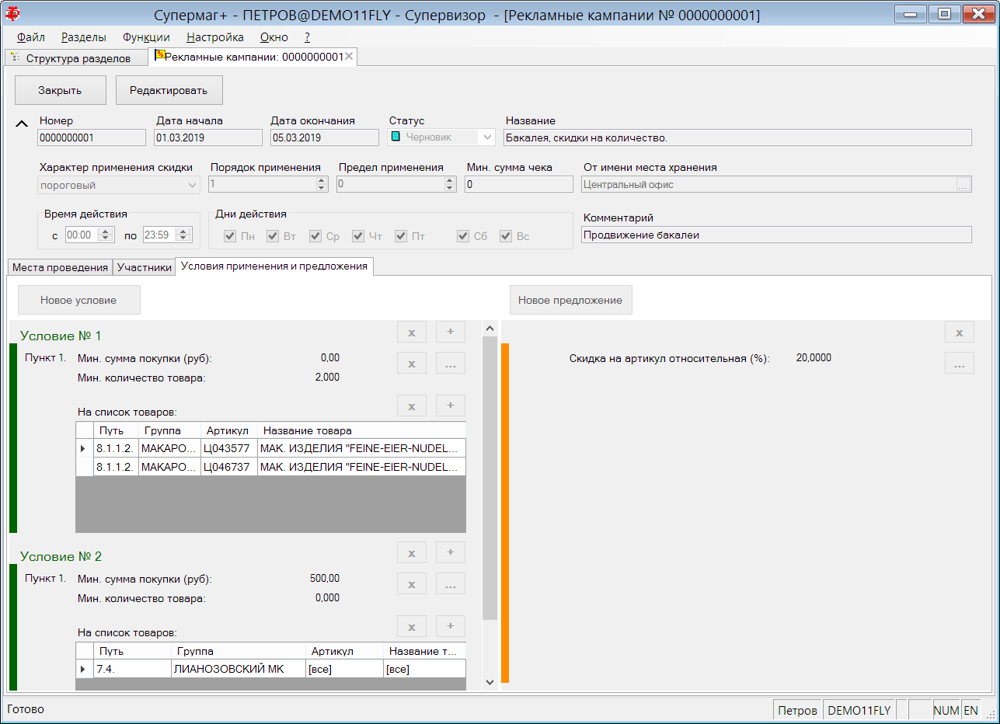 Супермаг+ - ПЕТРОВ@DEMO11FLY - Супервизор - [Рекламные кампании № 0000000001]
Файл Разделы Функции Настройка Окно ?
Структура разделов Рекламные кампании: 0000000001
Закрыть Редактировать
Номер Дата начала Дата окончания Статус Название
0000000001 01.03.2019 05.03.2019 Черновик Бакалея, скидки на количество.
Характер применения скидки Порядок применения Предел применения Мин. сумма чека От имени места хранения
пороговый 1 0 0 Центральный офис ...
Время действия Дни действия Комментарий
с 00:00 по 23:59 Пн Вт Ср Чт Пт Сб Вс Продвижение бакалеи
Места проведения Участники Условия применения и предложения
Новое условие Новое предложение
Условие № 1 x + x
Пункт 1. Мин. сумма покупки (руб): 0,00 x ... Скидка на артикул относительная (%): 20,0000 ...
Мин. количество товара: 2,000
На список товаров: x +
Путь Группа Артикул Название товара
8.1.1.2. МАКАРО... Ц043577 МАК. ИЗДЕЛИЯ "FEINE-EIER-NUDEL...
8.1.1.2. МАКАРО... Ц046737 МАК. ИЗДЕЛИЯ "FEINE-EIER-NUDEL...
Условие № 2 x +
Пункт 1. Мин. сумма покупки (руб): 500,00 x ...
Мин. количество товара: 0,000
На список товаров: x +
Путь Группа Артикул Название т...
7.4. ЛИАНОЗОВСКИЙ МК [все] [все]
Готово Петров DEMO11FLY NUM EN